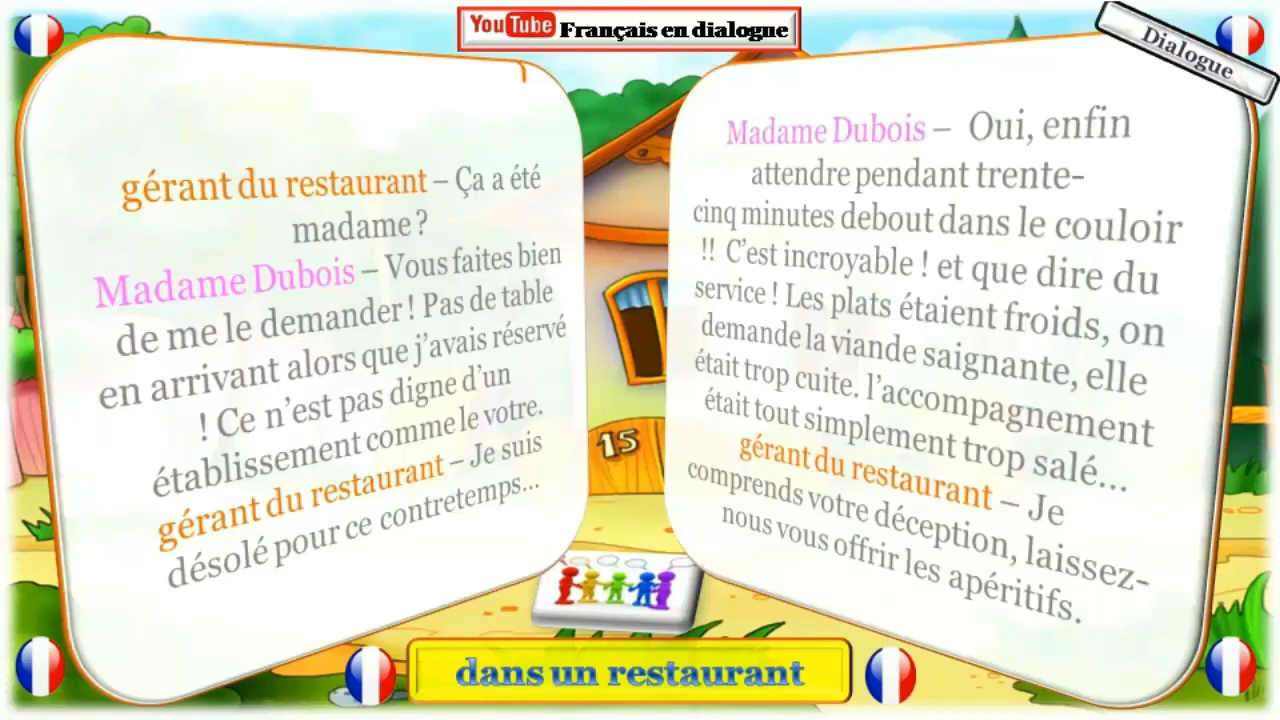 YouTube Français en dialogue
Dialogue
gérant du restaurant – Ça a été
madame ?
Madame Dubois – Vous faites bien
de me le demander ! Pas de table
en arrivant alors que j'avais réservé
! Ce n'est pas digne d'un
établissement comme le votre.
gérant du restaurant – Je suis
désolé pour ce contretemps...
Madame Dubois – Oui, enfin
attendre pendant trente-
cinq minutes debout dans le couloir
!! C'est incroyable ! et que dire du
service ! Les plats étaient froids, on
demande la viande saignante, elle
était trop cuite. l'accompagnement
était tout simplement trop salé...
gérant du restaurant – Je
comprends votre déception, laissez-
nous vous offrir les apéritifs.
15
dans un restaurant